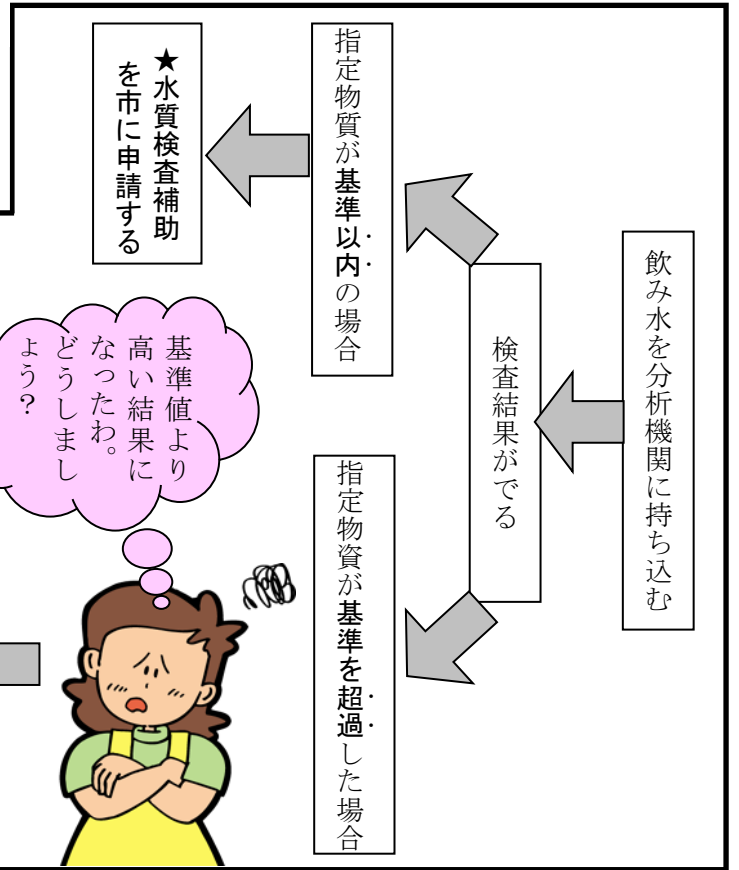 飲み水を分析機関に持ち込む
検査結果がでる
指定物質が基準以内の場合
★水質検査補助
を市に申請する
指定物資が基準を超過した場合
基準値より
高い結果に
なったわ。
どうしまし
ょう？